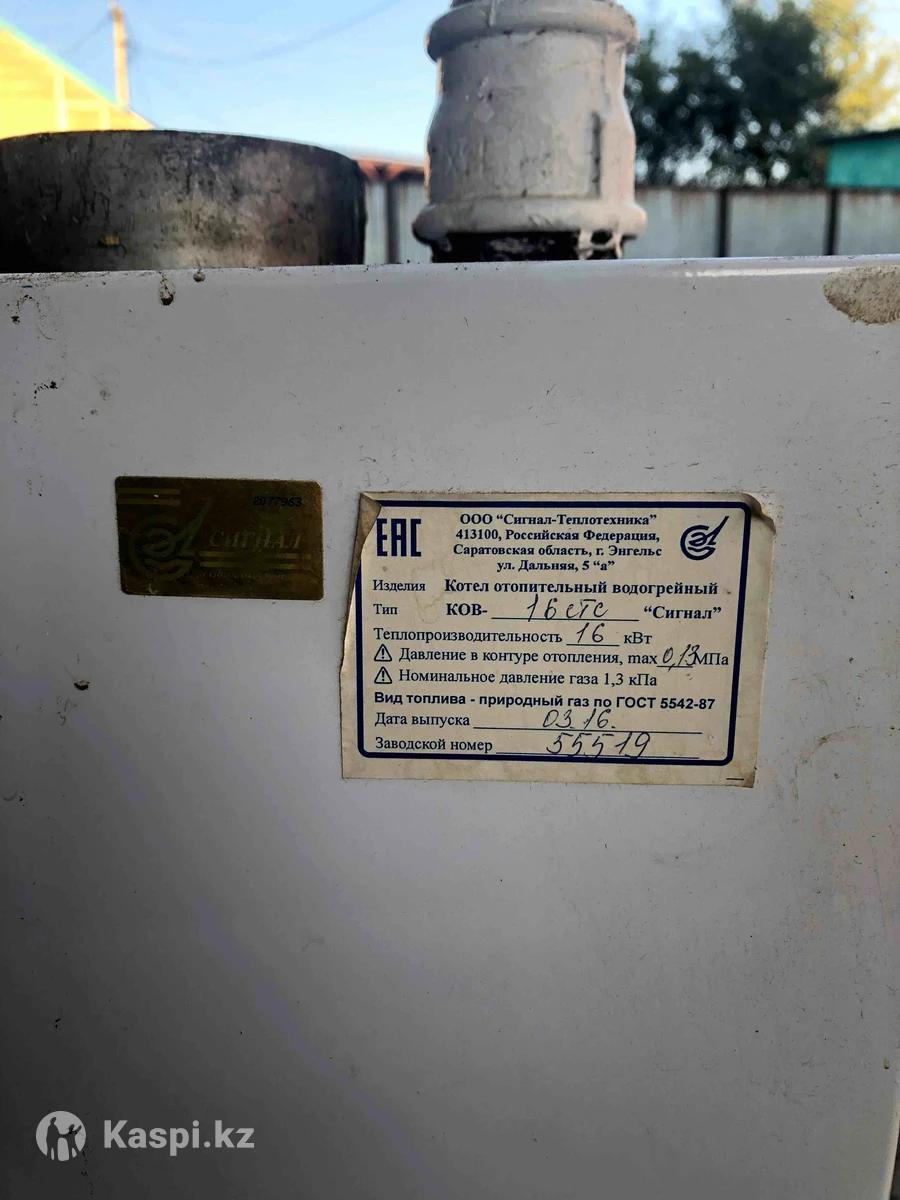 2077963
СИГНАЛ
EAC
ООО “Сигнал-Теплотехника”
413100, Российская Федерация,
Саратовская область, г. Энгельс
ул. Дальняя, 5 “а”
Изделия Котел отопительный водогрейный
Тип КОВ- 16 СТС “Сигнал”
Теплопроизводительность 16 кВт
Давление в контуре отопления, max 0,13 МПа
Номинальное давление газа 1,3 кПа
Вид топлива - природный газ по ГОСТ 5542-87
Дата выпуска 03.16.
Заводской номер 55519
Kaspi.kz